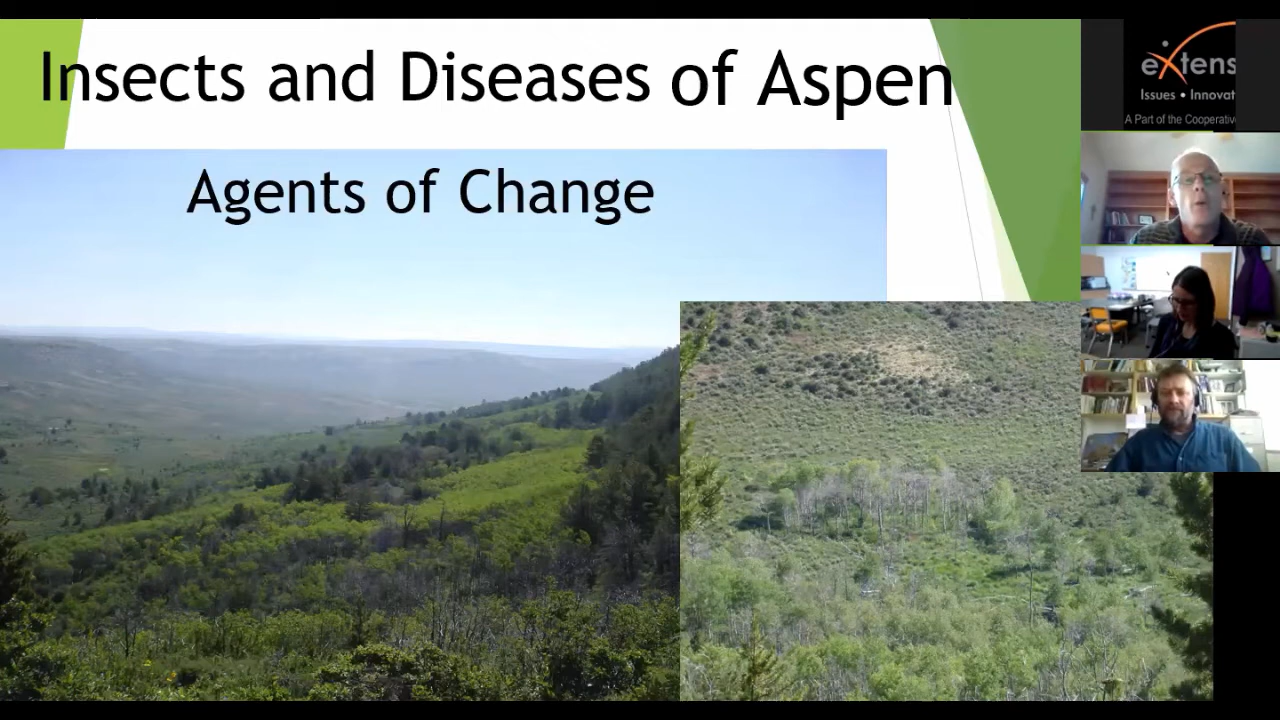 Insects and Diseases of Aspen
Agents of Change
eXtens
Issues • Innovat
A Part of the Cooperative